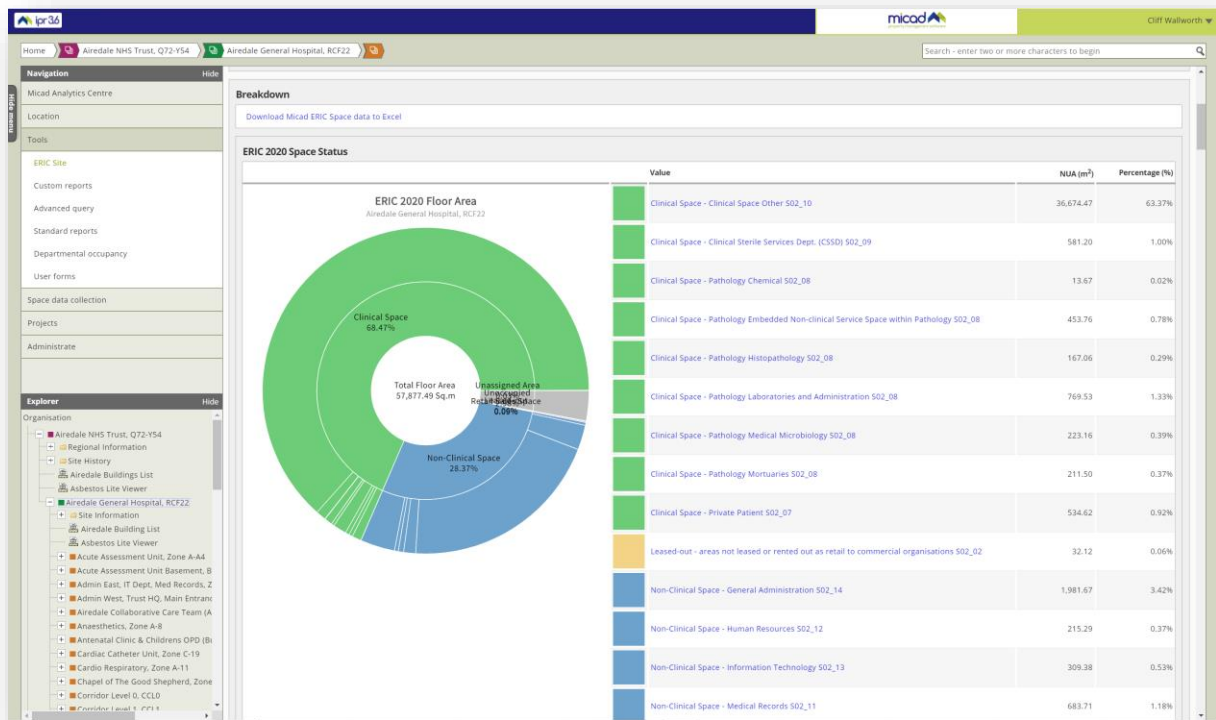 ipr36
micad
Cliff Wallworth
Home
Airedale NHS Trust, Q72-Y54
Airedale General Hospital, RCF22
Search - enter two or more characters to begin
Hide menu
Navigation Hide
Micad Analytics Centre
Location
Tools
ERIC Site
Custom reports
Advanced query
Standard reports
Departmental occupancy
User forms
Space data collection
Projects
Administrate
Explorer Hide
Organisation
Airedale NHS Trust, Q72-Y54
Regional Information
Site History
Airedale Buildings List
Asbestos Lite Viewer
Airedale General Hospital, RCF22
Site Information
Airedale Building List
Asbestos Lite Viewer
Acute Assessment Unit, Zone A-A4
Acute Assessment Unit Basement, B
Admin East, IT Dept, Med Records, Z
Admin West, Trust HQ, Main Entranc
Airedale Collaborative Care Team (A
Anaesthetics, Zone A-8
Antenatal Clinic & Childrens OPD (Bu
Cardiac Catheter Unit, Zone C-19
Cardio Respiratory, Zone A-11
Chapel of The Good Shepherd, Zone
Corridor Level 0, CCL0
Corridor Level 1, CCL1
Breakdown
Download Micad ERIC Space data to Excel
ERIC 2020 Space Status
Value NUA (m²) Percentage (%)
ERIC 2020 Floor Area
Airedale General Hospital, RCF22
Clinical Space
68.47%
Total Floor Area
57,877.49 Sq.m
Unassigned Area
Unoccupied
0.09%
Non-Clinical Space
28.37%
Clinical Space - Clinical Space Other S02_10 36,674.47 63.37%
Clinical Space - Clinical Sterile Services Dept. (CSSD) S02_09 581.20 1.00%
Clinical Space - Pathology Chemical S02_08 13.67 0.02%
Clinical Space - Pathology Embedded Non-clinical Service Space within Pathology S02_08 453.76 0.78%
Clinical Space - Pathology Histopathology S02_08 167.06 0.29%
Clinical Space - Pathology Laboratories and Administration S02_08 769.53 1.33%
Clinical Space - Pathology Medical Microbiology S02_08 223.16 0.39%
Clinical Space - Pathology Mortuaries S02_08 211.50 0.37%
Clinical Space - Private Patient S02_07 534.62 0.92%
Leased-out - areas not leased or rented out as retail to commercial organisations S02_02 32.12 0.06%
Non-Clinical Space - General Administration S02_14 1,981.67 3.42%
Non-Clinical Space - Human Resources S02_12 215.29 0.37%
Non-Clinical Space - Information Technology S02_13 309.38 0.53%
Non-Clinical Space - Medical Records S02_11 683.71 1.18%